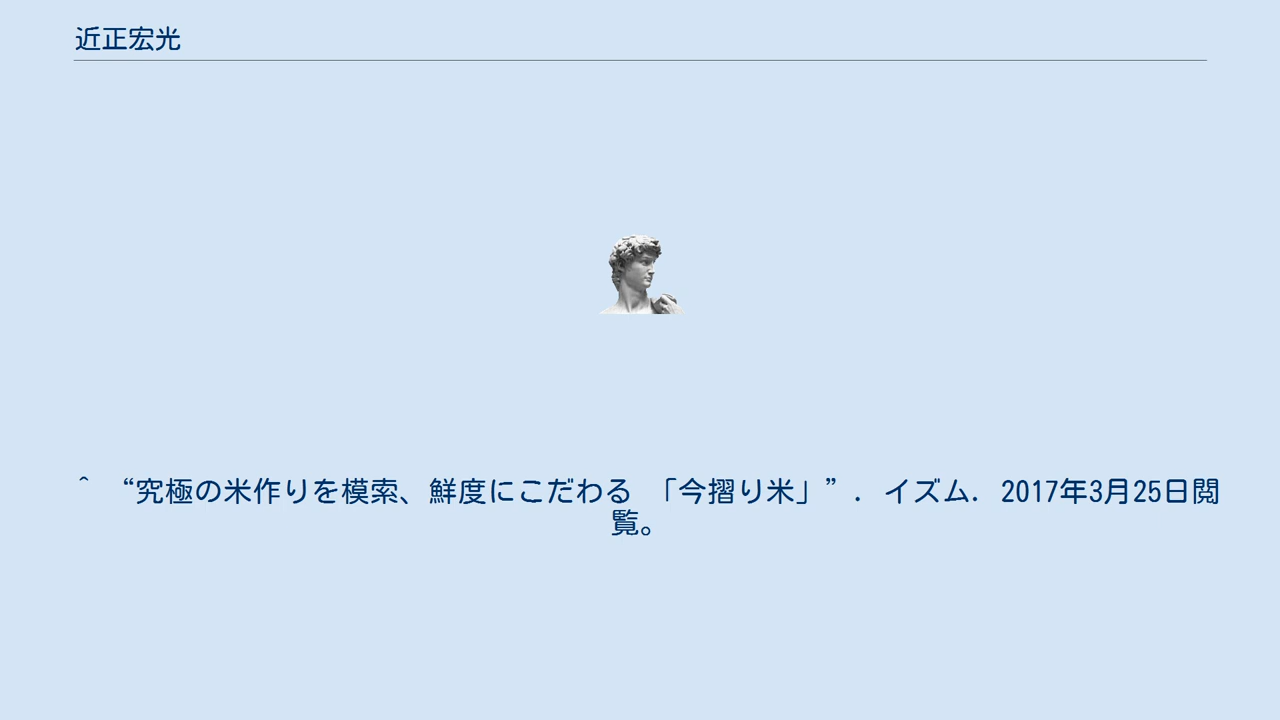 近正宏光
^ “究極の米作りを模索、鮮度にこだわる 「今摺り米」”. イズム. 2017年3月25日閲
覧。